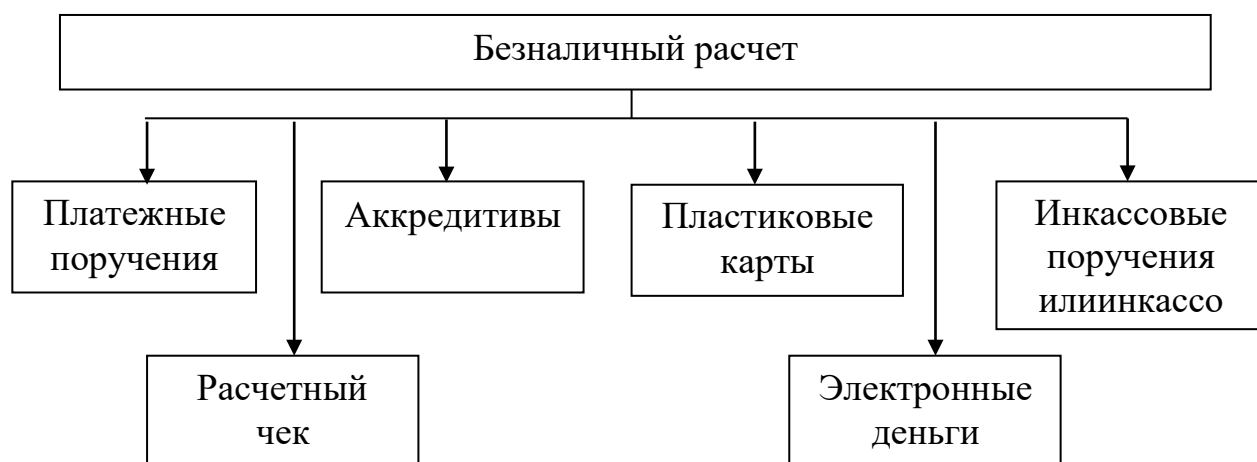 Безналичный расчет
Платежные
поручения
Аккредитивы
Пластиковые
карты
Инкассовые
поручения
илиинкассо
Расчетный
чек
Электронные
деньги